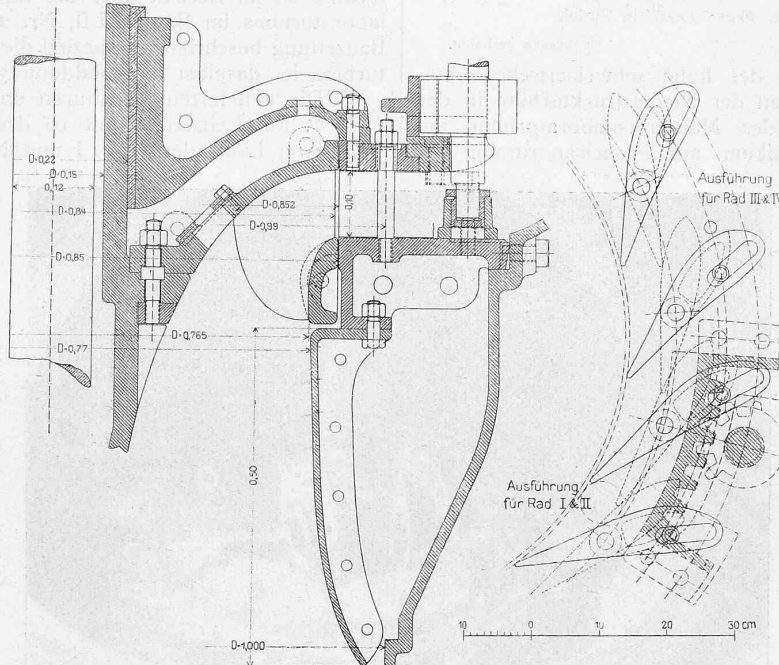 D=0,22
D=0,15
0,12
D=0,84
D=0,852
D=0,99
0,10
D=0,85
D=0,765
D=0,77
0,50
D=1,000
Ausführung
für Rad III & IV
Ausführung
für Rad I & II
10 0 10 20 30 cm